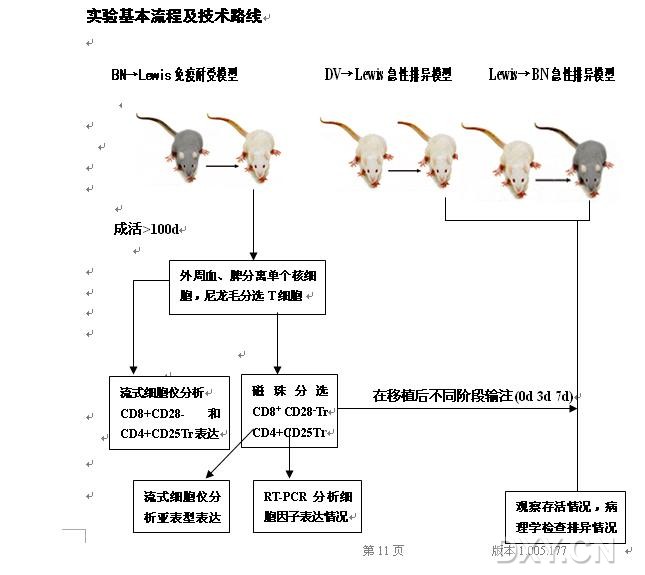 实验基本流程及技术路线
BN→Lewis 免疫耐受模型
DV→Lewis 急性排异模型
Lewis→BN 急性排异模型
成活>100d
外周血、脾分离单个核细
胞，尼龙毛分选 T 细胞
流式细胞仪分析
CD8+CD28- 和
CD4+CD25Tr 表达
磁 珠 分 选
CD8⁺ CD28⁻Tr
CD4+CD25Tr
在移植后不同阶段输注(0d 3d 7d)
流式细胞仪分
析亚表型表达
RT-PCR 分析细
胞因子表达情况
观察存活情况，病
理学检查排异情况
第 11 页
版本 1.005.177
DXY.CN